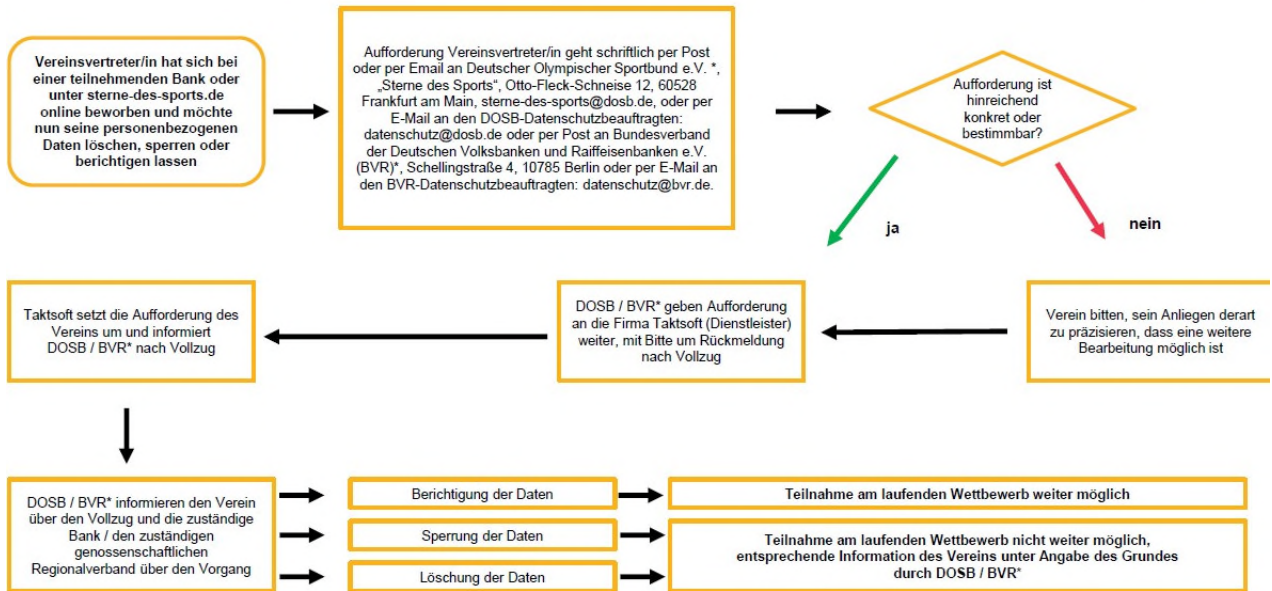 Vereinsvertreter/in hat sich bei
einer teilnehmenden Bank oder
unter sterne-des-sports.de
online beworben und möchte
nun seine personenbezogenen
Daten löschen, sperren oder
berichtigen lassen
Aufforderung Vereinsvertreter/in geht schriftlich per Post
oder per Email an Deutscher Olympischer Sportbund e.V. *,
„Sterne des Sports“, Otto-Fleck-Schneise 12, 60528
Frankfurt am Main, sterne-des-sports@dosb.de, oder per
E-Mail an den DOSB-Datenschutzbeauftragten:
datenschutz@dosb.de oder per Post an Bundesverband
der Deutschen Volksbanken und Raiffeisenbanken e.V.
(BVR)*, Schellingstraße 4, 10785 Berlin oder per E-Mail an
den BVR-Datenschutzbeauftragten: datenschutz@bvr.de.
Aufforderung ist
hinreichend
konkret oder
bestimmbar?
ja
nein
Taktsoft setzt die Aufforderung des
Vereins um und informiert
DOSB / BVR* nach Vollzug
DOSB / BVR* geben Aufforderung
an die Firma Taktsoft (Dienstleister)
weiter, mit Bitte um Rückmeldung
nach Vollzug
Verein bitten, sein Anliegen derart
zu präzisieren, dass eine weitere
Bearbeitung möglich ist
DOSB / BVR* informieren den Verein
über den Vollzug und die zuständige
Bank / den zuständigen
genossenschaftlichen
Regionalverband über den Vorgang
Berichtigung der Daten
Teilnahme am laufenden Wettbewerb weiter möglich
Sperrung der Daten
Löschung der Daten
Teilnahme am laufenden Wettbewerb nicht weiter möglich,
entsprechende Information des Vereins unter Angabe des Grundes
durch DOSB / BVR*